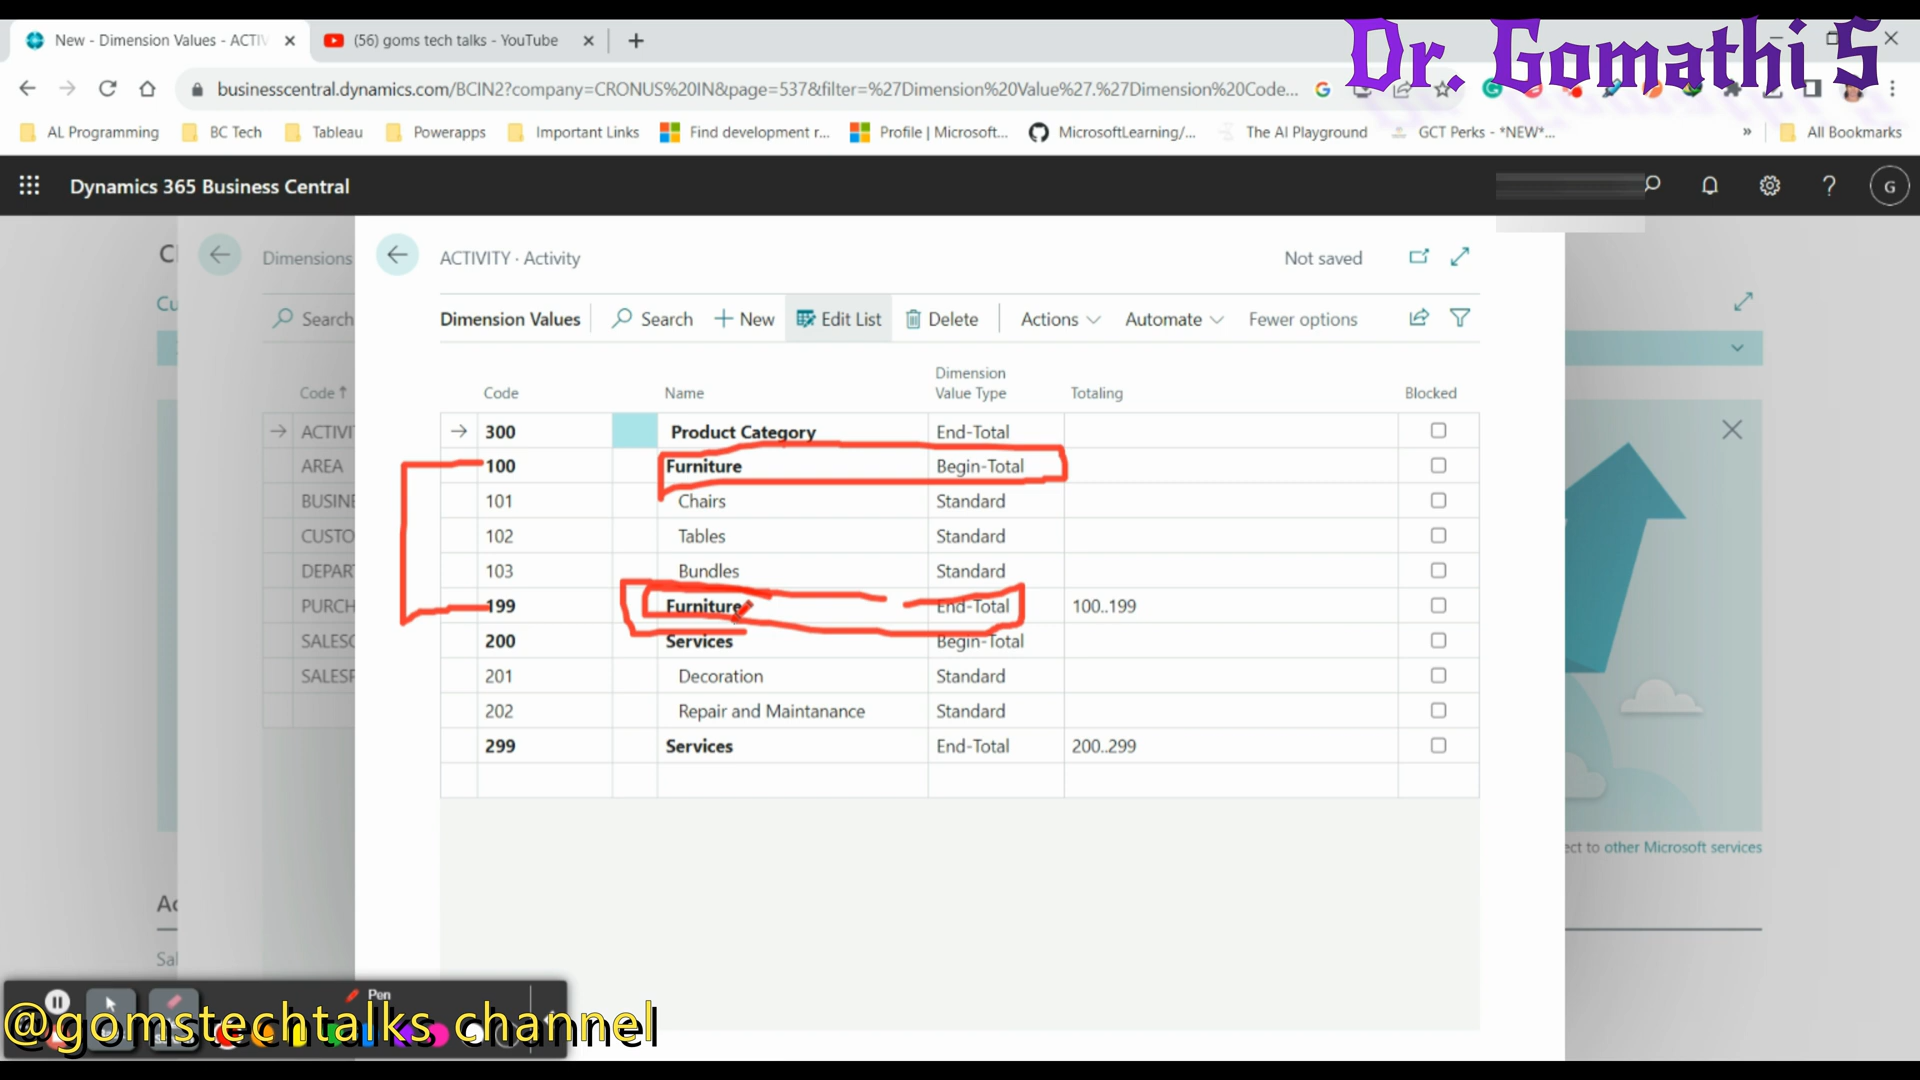 New - Dimension Values - ACTIV
(56) goms tech talks - YouTube
Dr. Gomathi S
businesscentral.dynamics.com/BCIN2?company=CRONUS%20IN&page=537&filter=%27Dimension%20Value%27.%27Dimension%20Code...
AL Programming
BC Tech
Tableau
Powerapps
Important Links
Find development r...
Profile | Microsoft...
MicrosoftLearning/...
The AI Playground
GCT Perks - *NEW*...
»
All Bookmarks
Dynamics 365 Business Central
?
G
Dimensions
ACTIVITY · Activity
Not saved
Cu
Search
Dimension Values
Search
+ New
Edit List
Delete
Actions
Automate
Fewer options
Code ↑
Code
Name
Dimension
Value Type
Totaling
Blocked
ACTIVI
300 Product Category End-Total
AREA
100 Furniture Begin-Total
BUSINE
101 Chairs Standard
CUSTO
102 Tables Standard
DEPAR
103 Bundles Standard
PURCH
199 Furniture End-Total 100..199
SALESC
200 Services Begin-Total
SALESP
201 Decoration Standard
202 Repair and Maintanance Standard
299 Services End-Total 200..299
ect to other Microsoft services
Ac
Sal
Pen
@gomstechtalks channel